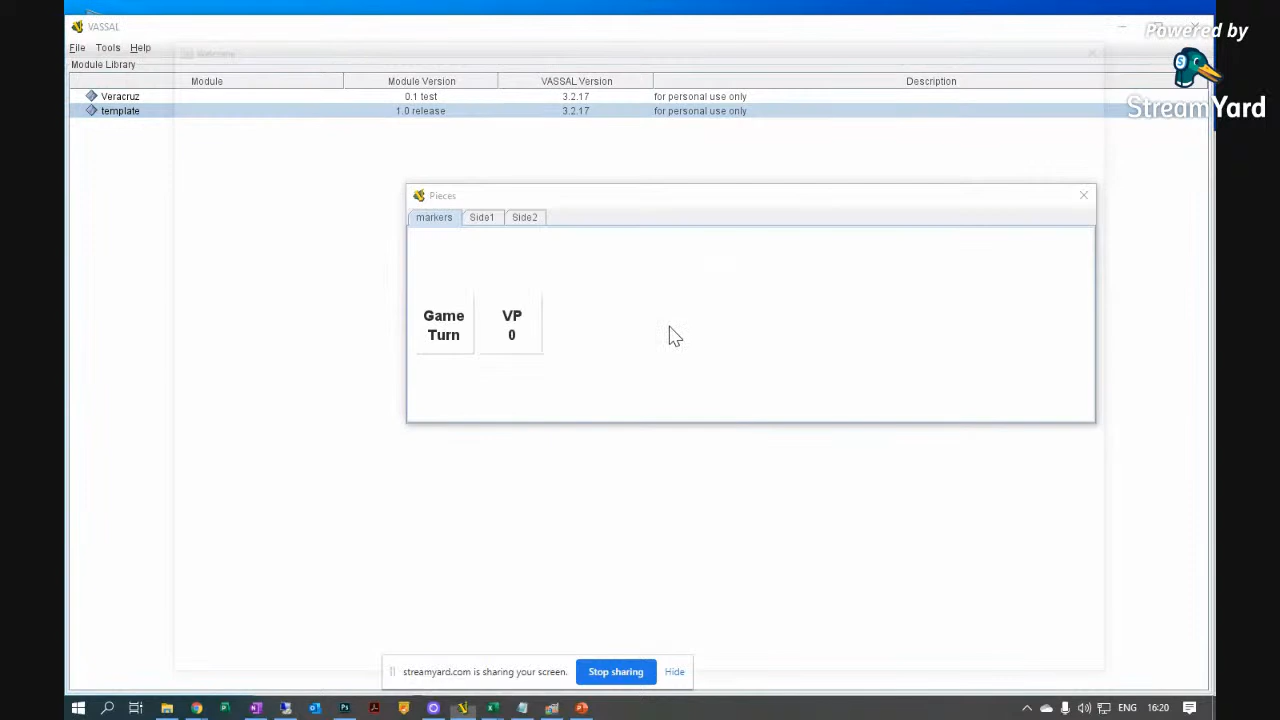 VASSAL
Powered by
File Tools Help
Welcome
Module Library
Module Module Version VASSAL Version Description
StreamYard
Veracruz 0.1 test 3.2.17 for personal use only
template 1.0 release 3.2.17 for personal use only
Pieces
markers Side1 Side2
Game VP
Turn 0
streamyard.com is sharing your screen. Stop sharing Hide
ENG 16:20